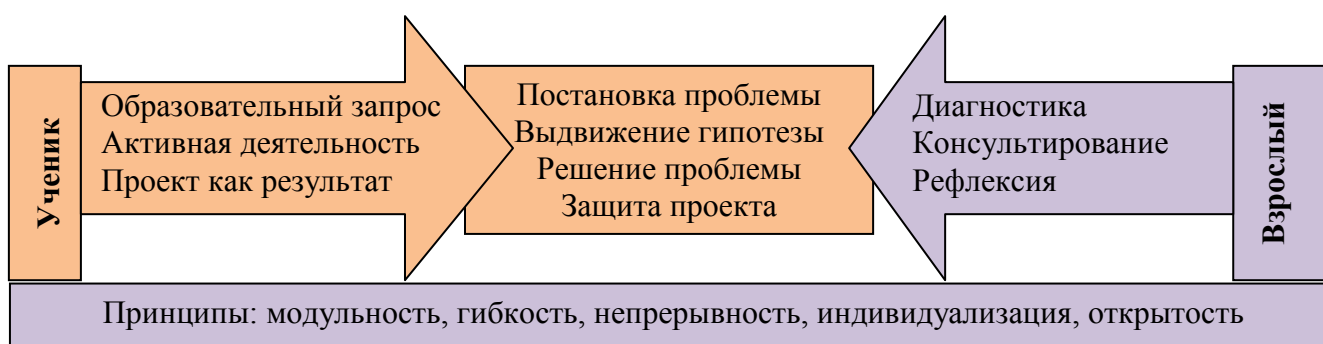 Ученик
Образовательный запрос
Активная деятельность
Проект как результат
Постановка проблемы
Выдвижение гипотезы
Решение проблемы
Защита проекта
Диагностика
Консультирование
Рефлексия
Взрослый
Принципы: модульность, гибкость, непрерывность, индивидуализация, открытость